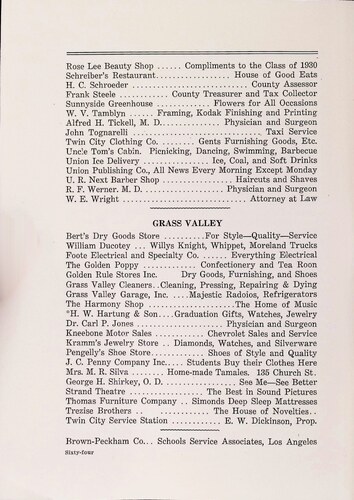 Rose Lee Beauty Shop ...... Compliments to the Class of 1930
Schreiber's Restaurant................ House of Good Eats
H. C. Schroeder ......................... County Assessor
Frank Steele ............ County Treasurer and Tax Collector
Sunnyside Greenhouse ............ Flowers for All Occasions
W. V. Tamblyn ...... Framing, Kodak Finishing and Printing
Alfred H. Tickell, M. D............... Physician and Surgeon
John Tognarelli ............................. Taxi Service
Twin City Clothing Co......... Gents Furnishing Goods, Etc.
Uncle Tom's Cabin. Picnicking, Dancing, Swimming, Barbecue
Union Ice Delivery ............. Ice, Coal, and Soft Drinks
Union Publishing Co., All News Every Morning Except Monday
U. R. Next Barber Shop ................ Haircuts and Shaves
R. F. Werner. M. D................... Physician and Surgeon
W. E. Wright ........................... Attorney at Law
GRASS VALLEY
Bert's Dry Goods Store ..........For Style—Quality—Service
William Ducotey ... Willys Knight, Whippet, Moreland Trucks
Foote Electrical and Specialty Co. ...... Everything Electrical
The Golden Poppy ............. Confectionery and Tea Room
Golden Rule Stores Inc. Dry Goods, Furnishing, and Shoes
Grass Valley Cleaners..Cleaning, Pressing, Repairing & Dying
Grass Valley Garage, Inc. ....Majestic Radoios, Refrigerators
The Harmony Shop .................... The Home of Music
*H. W. Hartung & Son....Graduation Gifts, Watches, Jewelry
Dr. Carl P. Jones .................... Physician and Surgeon
Kneebone Motor Sales ............ Chevrolet Sales and Service
Kramm's Jewelry Store .. Diamonds, Watches, and Silverware
Pengelly's Shoe Store............. Shoes of Style and Quality
J. C. Penney Company Inc..... Students Buy their Clothes Here
Mrs. M. R. Silva ........ Home-made Tamales. 135 Church St.
George H. Shirkey, O. D. ............... See Me—See Better
Strand Theatre ................ The Best in Sound Pictures
Thomas Furniture Company .. Simonds Deep Sleep Mattresses
Trezise Brothers .. ............. The House of Novelties..
Twin City Service Station .......... E. W. Dickinson, Prop.
Brown-Peckham Co... Schools Service Associates, Los Angeles
Sixty-four